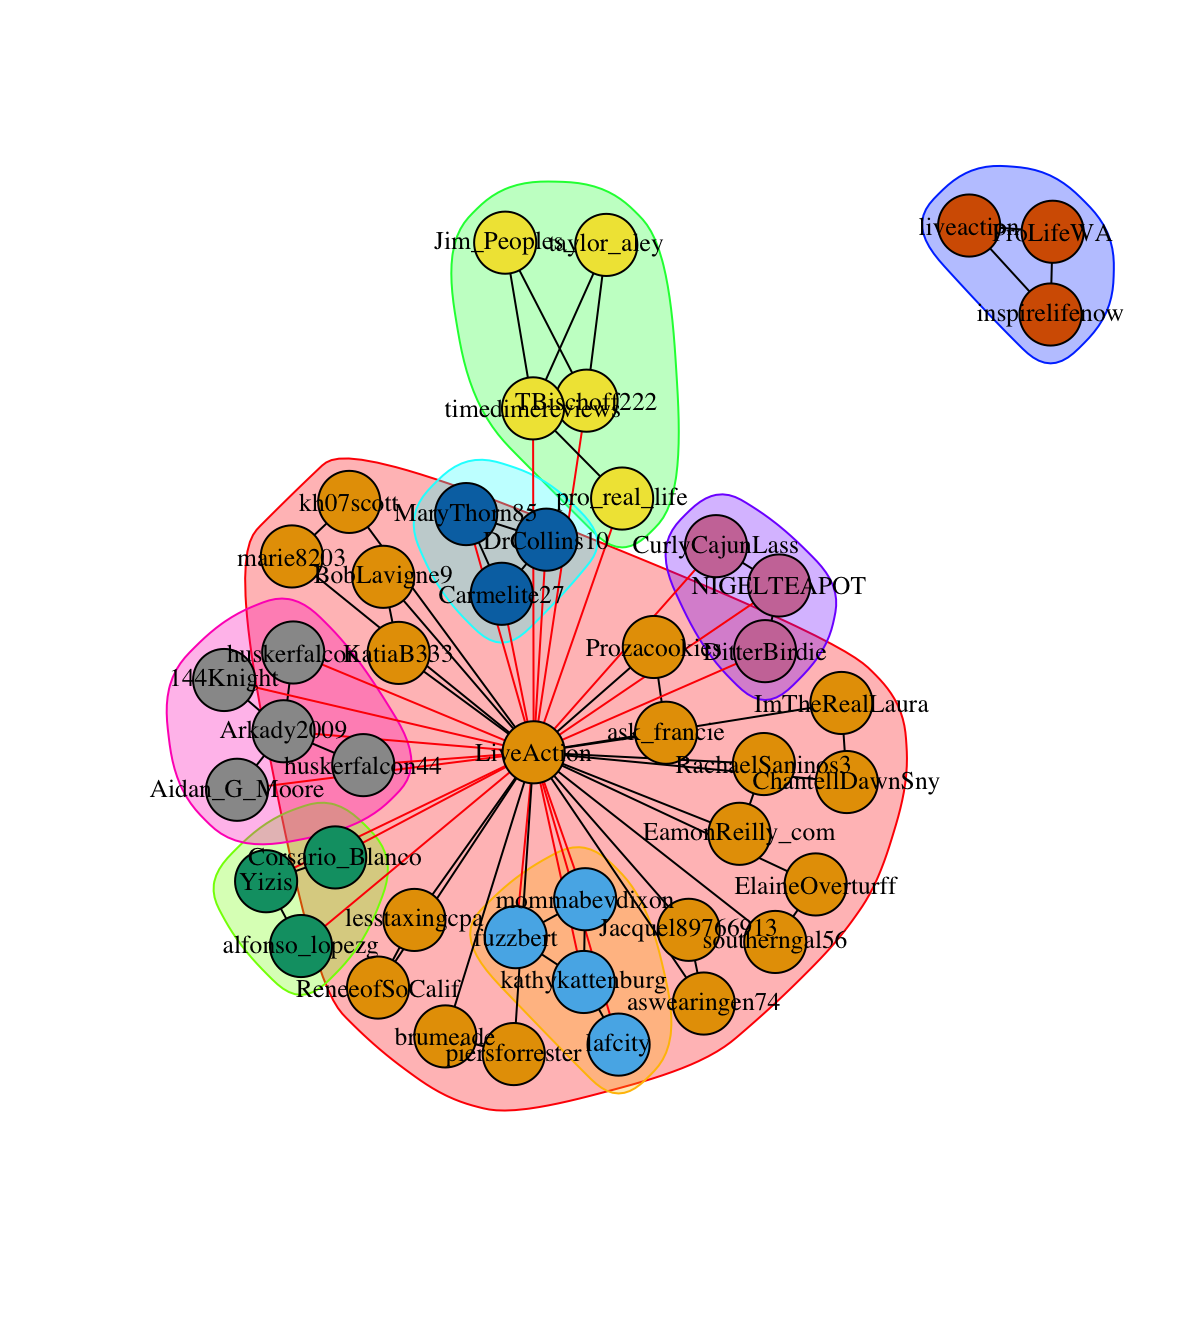 liveaction
ProLifeWA
Jim_Peoples_
taylor_aley
inspirelifenow
TBischoff222
timedimereviews
pro_real_life
kh07scott
MaryThorn85
DrCollins10
CurlyCajunLass
marie8203
BobLavigne9
NIGELTEAPOT
Carmelite27
huskerfalcon
KatiaB333
Prozacookies
DitterBirdie
144Knight
ImTheRealLaura
Arkady2009
ask_francie
LiveAction
huskerfalcon44
RachaelSaninos3
ChantellDawnSny
Aidan_G_Moore
EamonReilly_com
Corsario_Blanco
Yizis
ElaineOverturff
mommabevdixon
lesstaxingcpa
Jacquel89766913
fuzzbert
southerngal56
alfonso_lopezg
kathykattenburg
ReneeofSoCalif
aswearingen74
brumeade
lafcity
piersforrester